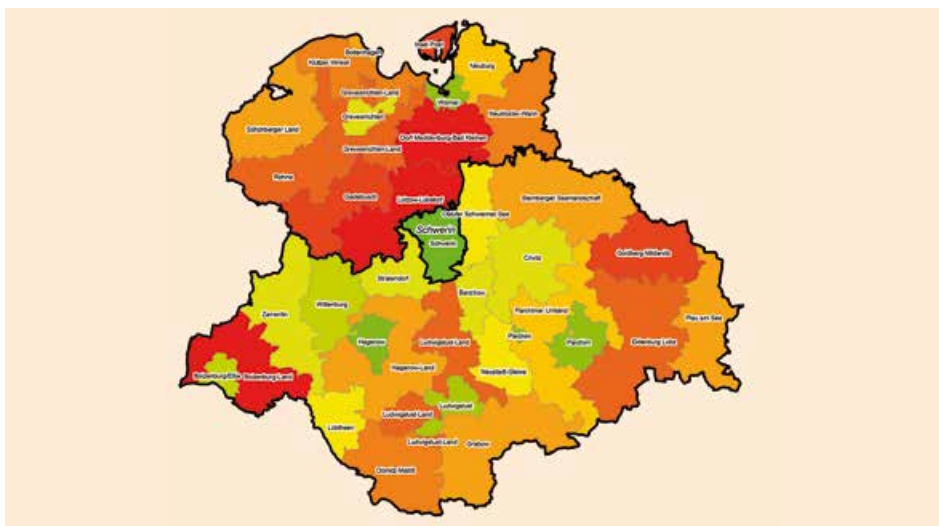 Insel Poel
Boltenhagen
Klützer Winkel
Neuburg
Grevesmühlen-Land
Wismar
Grevesmühlen
Neukloster-Warin
Schönberger Land
Dorf Mecklenburg-Bad Kleinen
Grevesmühlen-Land
Rehna
Gadebusch
Lützow-Lübstorf
Sternberger Seenlandschaft
Ostufer Schweriner See
Schwerin
Schwerin
Goldberg-Mildenitz
Crivitz
Stralendorf
Banzkow
Wittenburg
Zarrentin
Parchimer Umland
Plau am See
Parchim
Hagenow
Ludwigslust-Land
Parchim
Eldenburg Lübz
Hagenow-Land
Neustadt-Glewe
Boizenburg/Elbe
Boizenburg-Land
Ludwigslust
Ludwigslust-Land
Lübtheen
Ludwigslust-Land
Grabow
Dömitz-Malliß